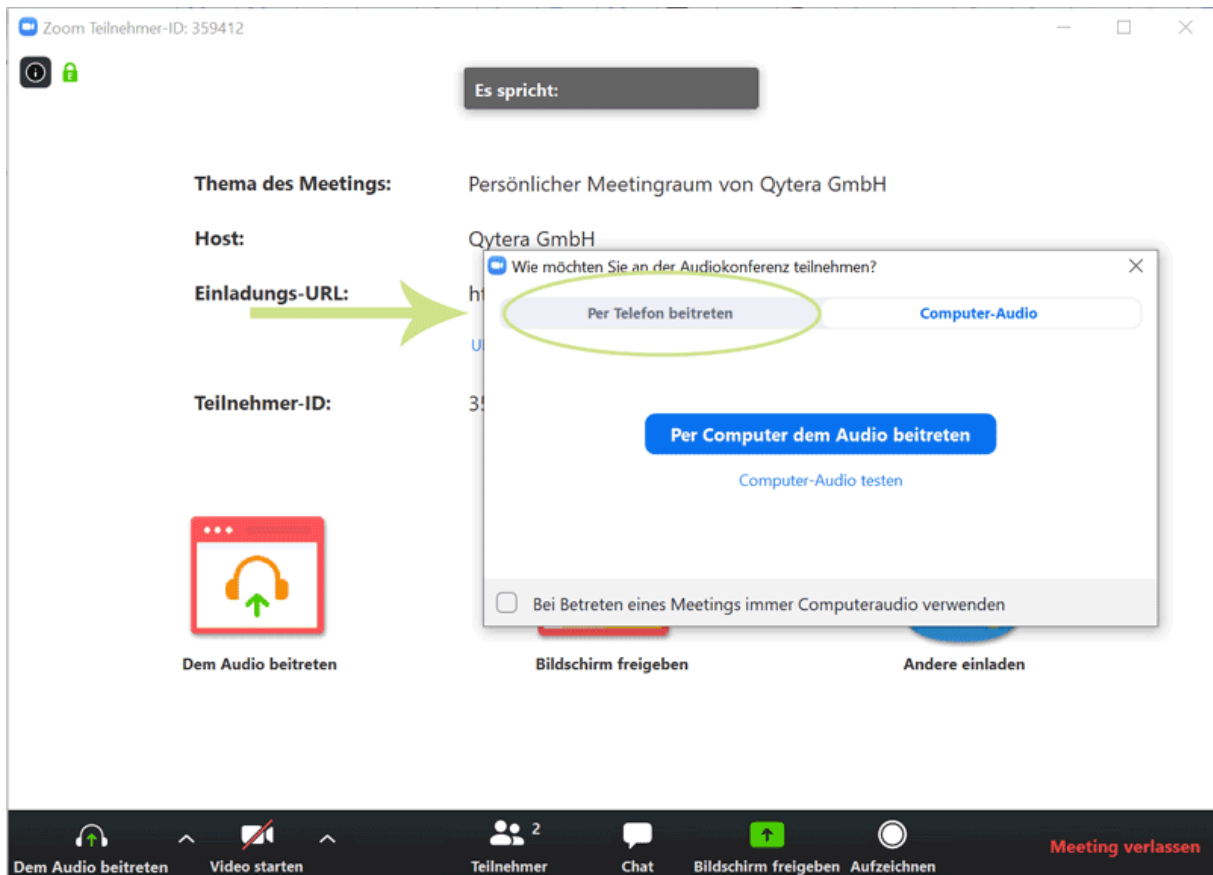 Zoom Teilnehmer-ID: 359412
Es spricht:
Thema des Meetings: Persönlicher Meetingraum von Qytera GmbH
Host: Qytera GmbH
Wie möchten Sie an der Audiokonferenz teilnehmen?
Einladungs-URL:
Per Telefon beitreten Computer-Audio
Teilnehmer-ID:
Per Computer dem Audio beitreten
Computer-Audio testen
Bei Betreten eines Meetings immer Computeraudio verwenden
Dem Audio beitreten Bildschirm freigeben Andere einladen
2
Dem Audio beitreten Video starten Teilnehmer Chat Bildschirm freigeben Aufzeichnen Meeting verlassen